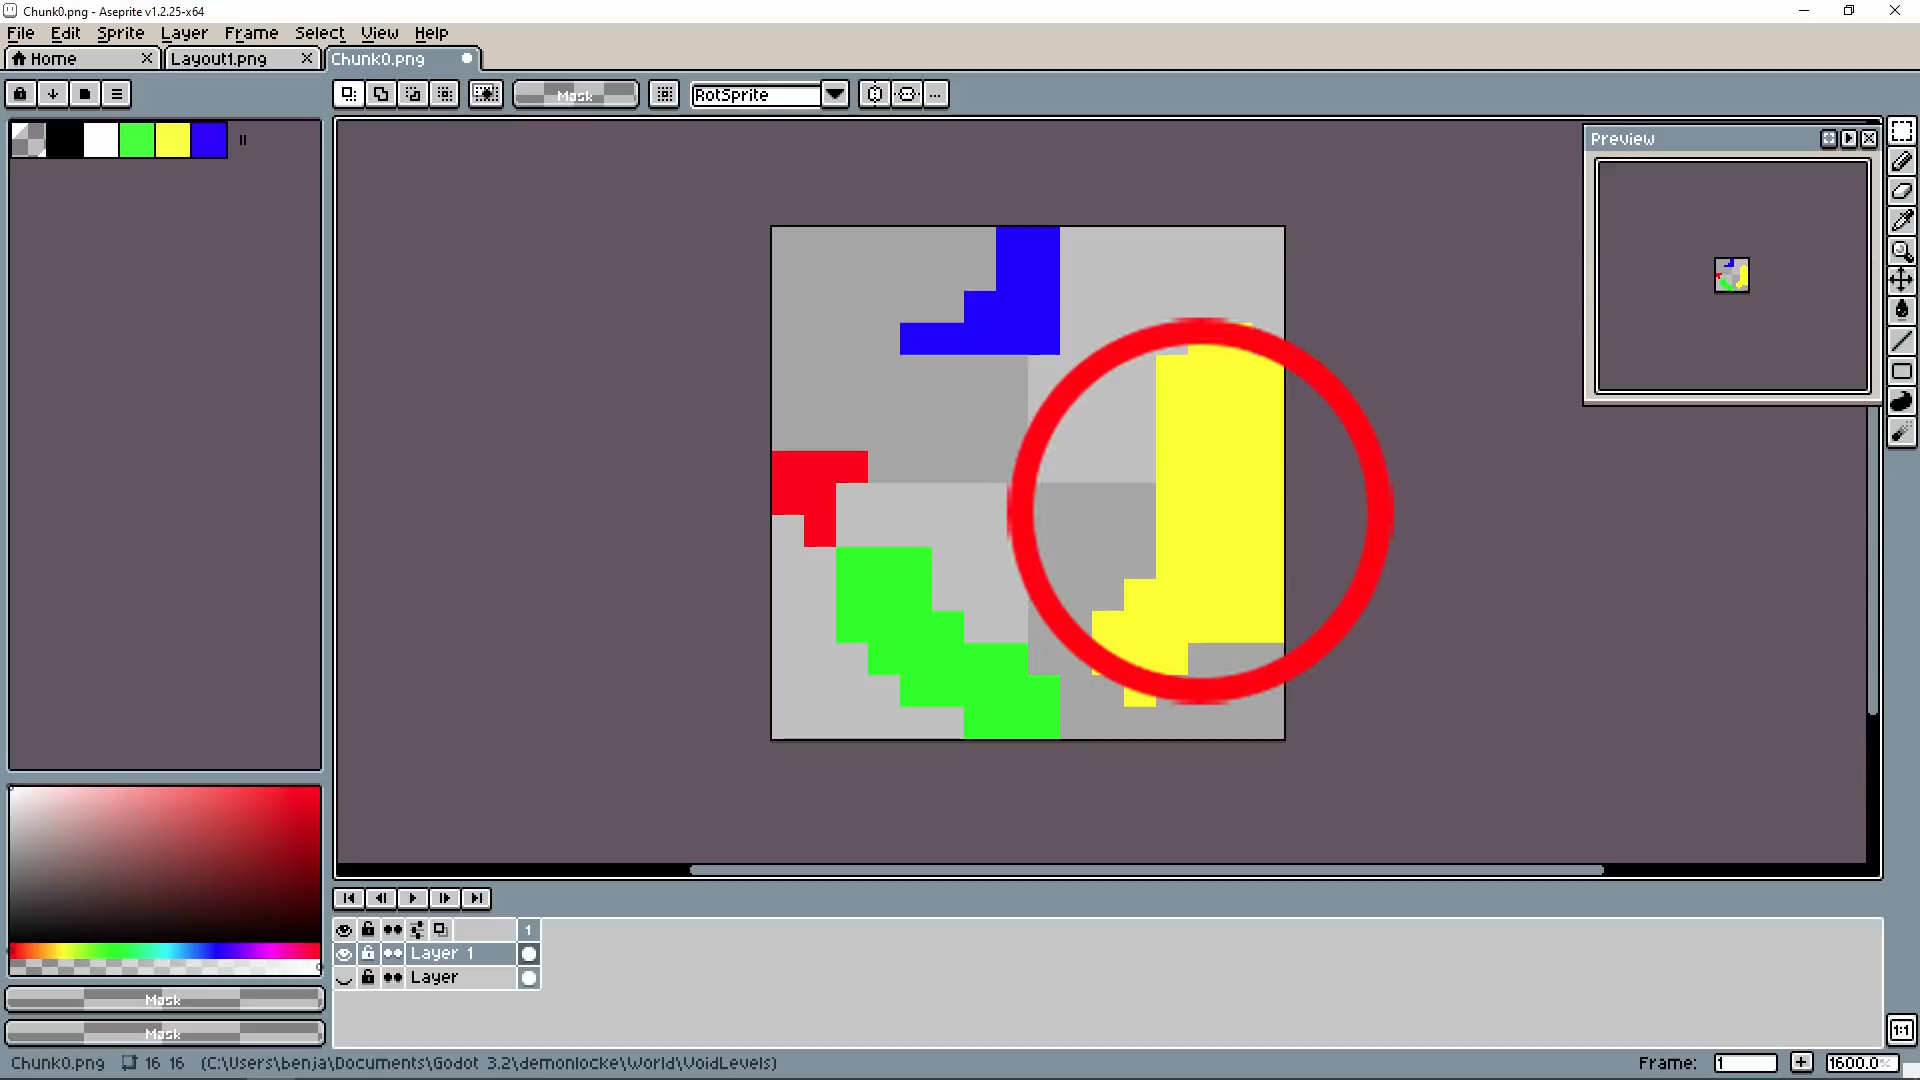 Chunk0.png - Aseprite v1.2.25-x64
File Edit Sprite Layer Frame Select View Help
Home Layout1.png Chunk0.png
Mask RotSprite
Preview
1
Layer 1
Layer
Mask
Mask
Chunk0.png 16 16 (C:\Users\benja\Documents\Godot 3.2\demonlocke\World\VoidLevels) Frame: 1 + 1600.0%
1:1